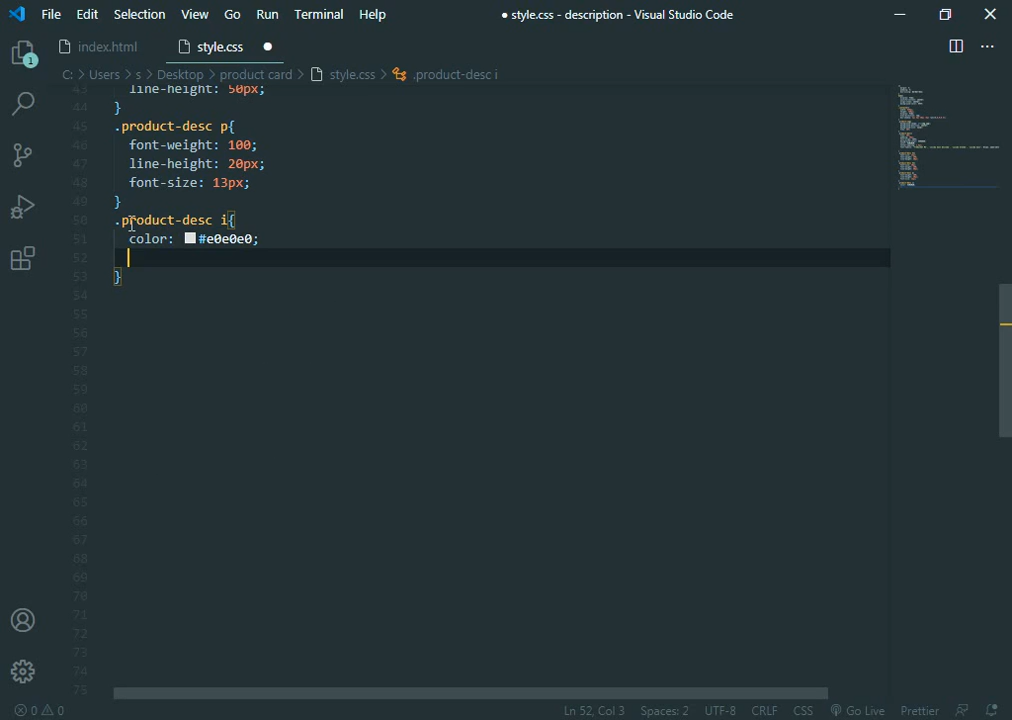 File Edit Selection View Go Run Terminal Help
● style.css - description - Visual Studio Code
index.html style.css
1
C: > Users > s > Desktop > product card > style.css > .product-desc i
43 line-height: 50px;
44 }
45 .product-desc p{
46 font-weight: 100;
47 line-height: 20px;
48 font-size: 13px;
49 }
50 .product-desc i{
51 color: #e0e0e0;
52
53 }
54
55
56
57
58
59
60
61
62
63
64
65
66
67
68
69
70
71
72
73
74
75
0 0 Ln 52, Col 3 Spaces: 2 UTF-8 CRLF CSS Go Live Prettier